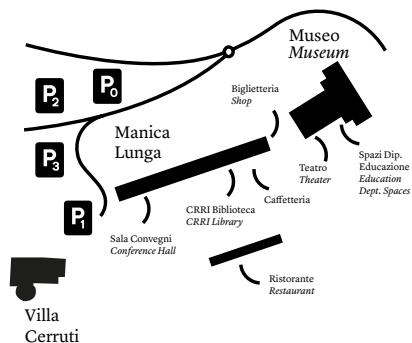 Museo
Museum
P0
P2
Biglietteria
Shop
Manica
Lunga
P3
Teatro
Theater
Spazi Dip.
Educazione
Education
Dept. Spaces
Caffetteria
CRRI Biblioteca
CRRI Library
P1
Sala Convegni
Conference Hall
Ristorante
Restaurant
Villa
Cerruti